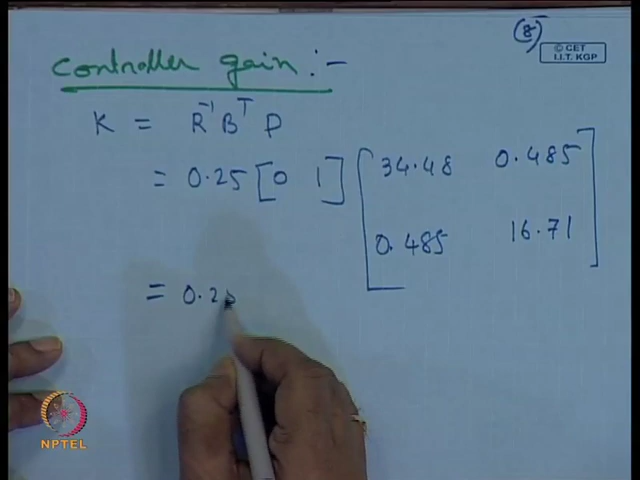 (8)
© CET
I.I.T. KGP
controller gain :-
K = R⁻¹ Bᵀ P
= 0.25 [0 1] [34.48 0.485
0.485 16.71]
= 0.25
NPTEL